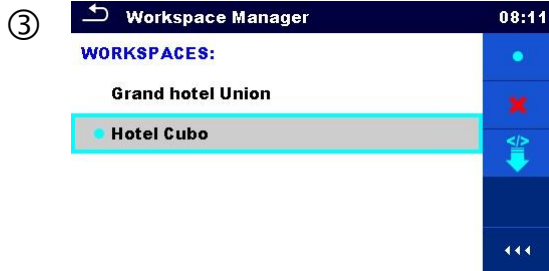 ③
Workspace Manager 08:11
WORKSPACES:
Grand hotel Union
Hotel Cubo
</>